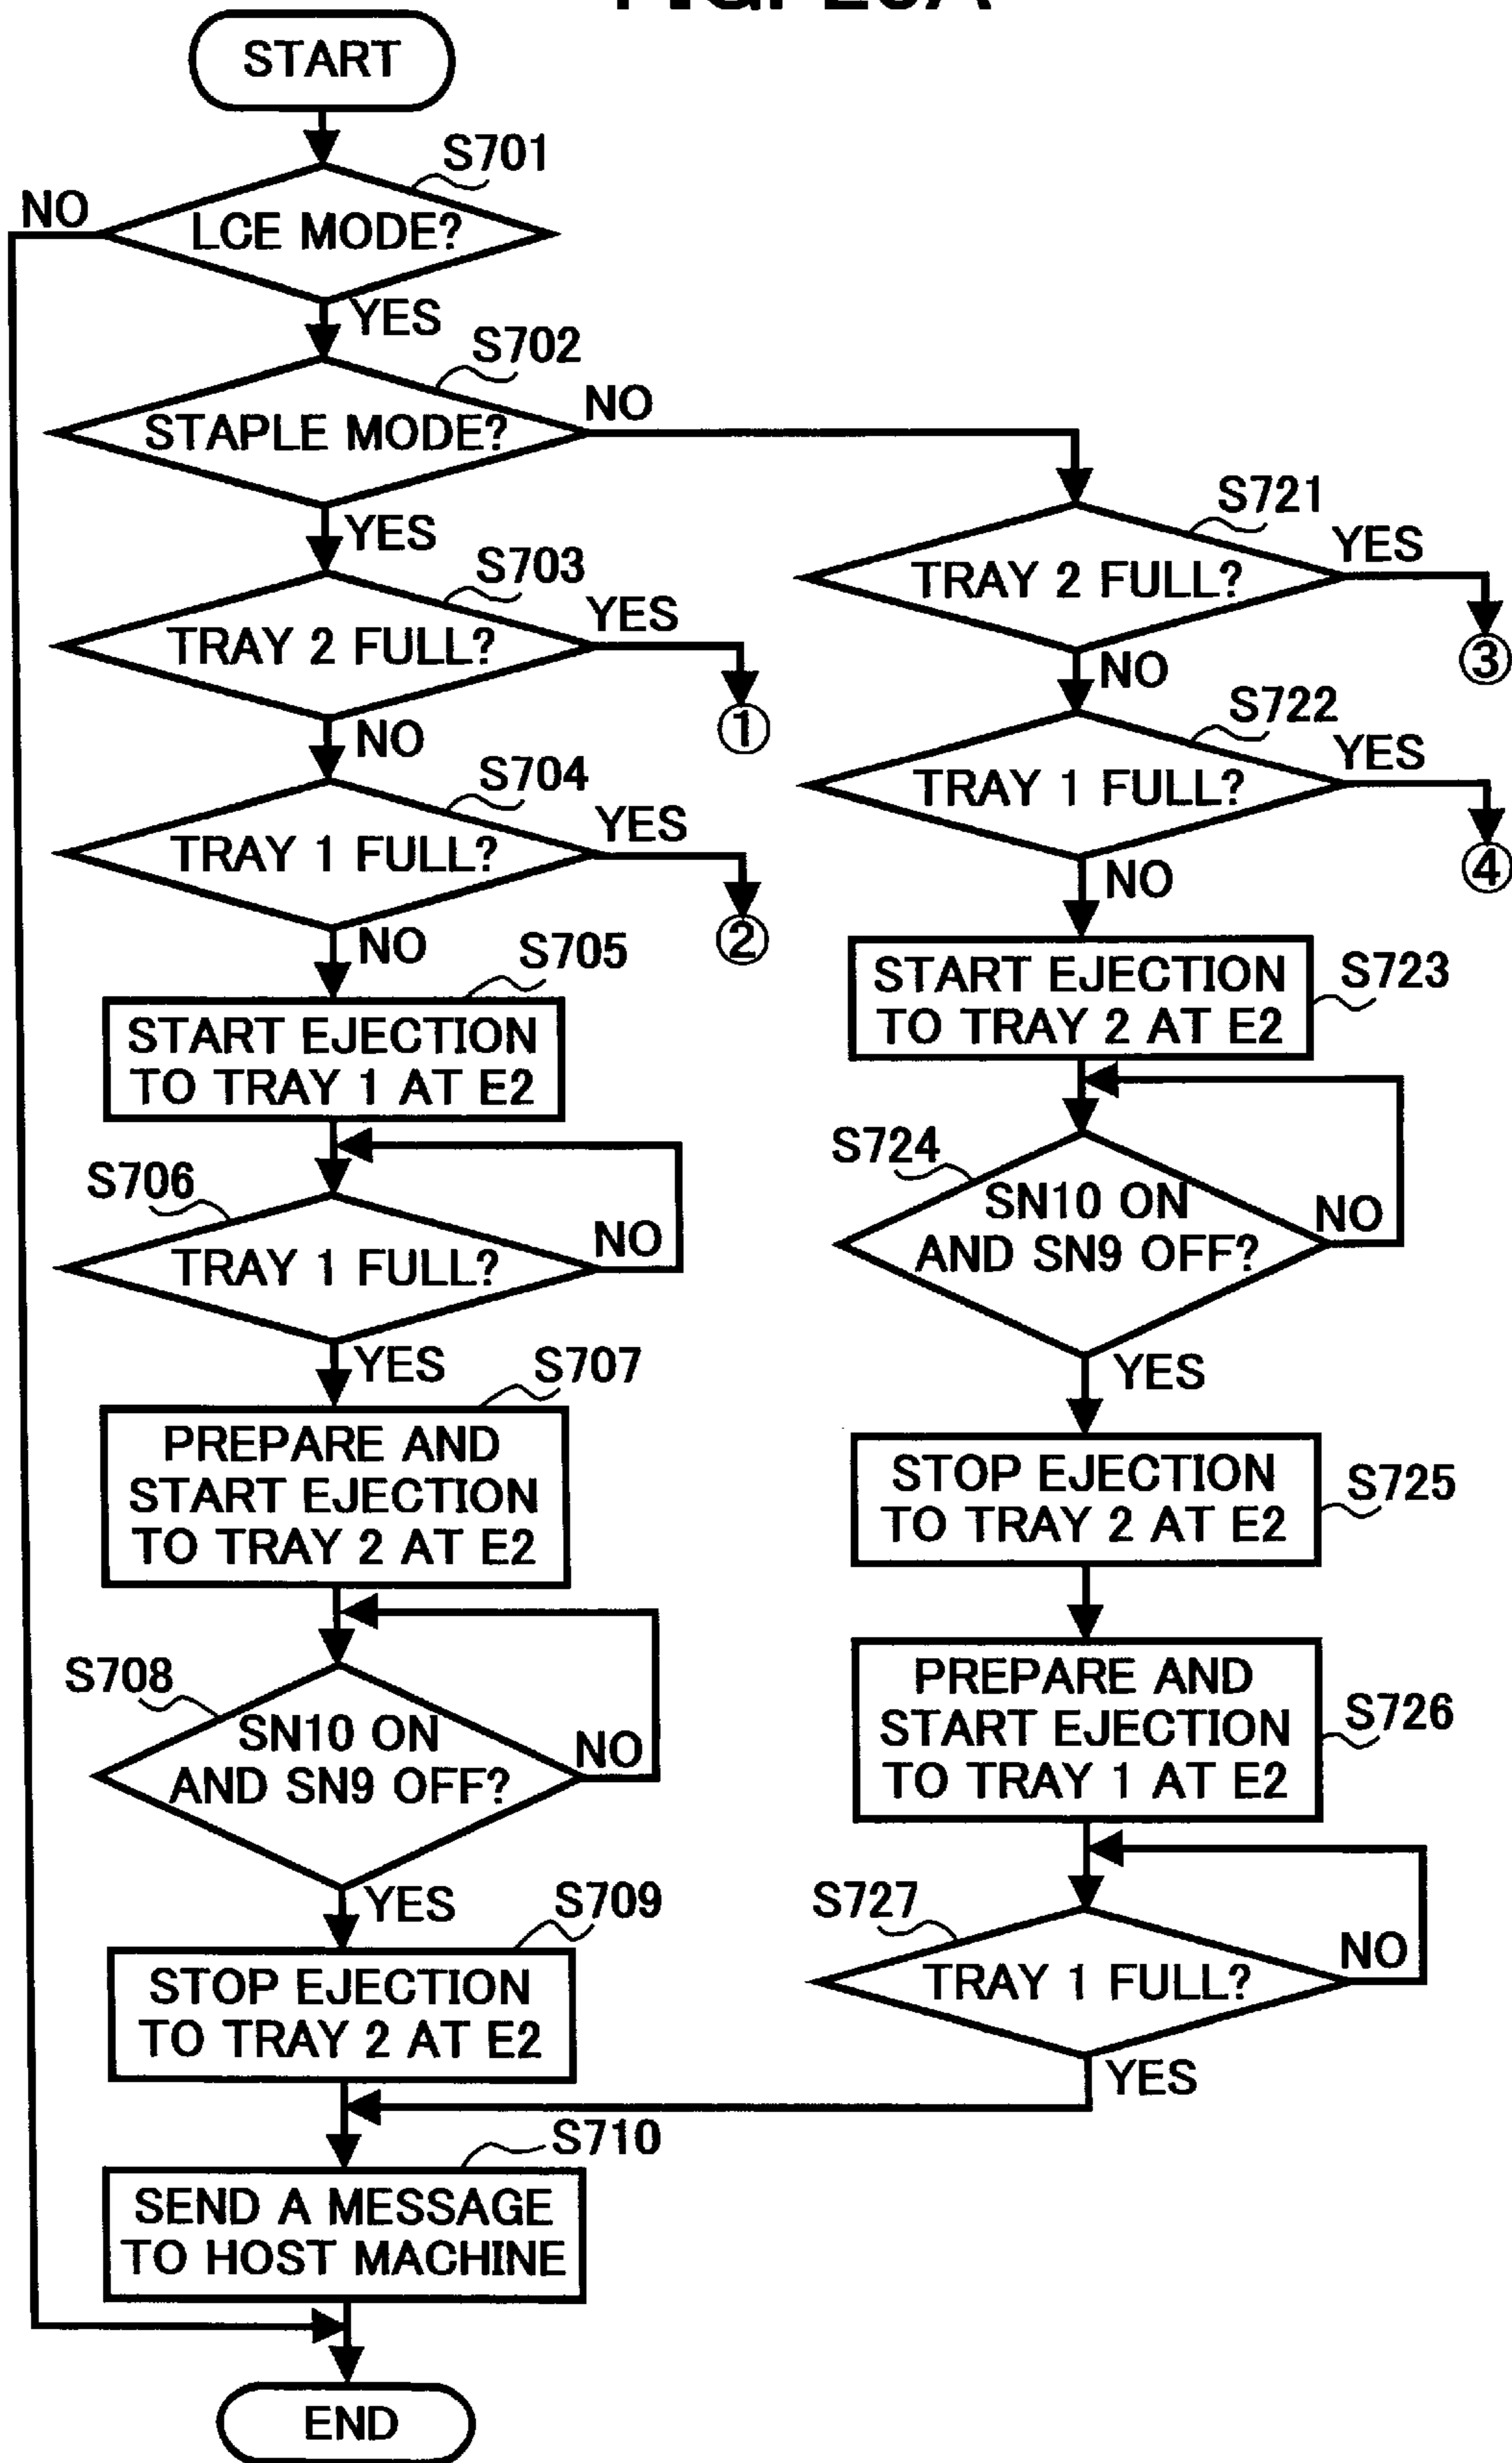 START
S701
NO
LCE MODE?
YES
S702
NO
STAPLE MODE?
YES
S703
YES
TRAY 2 FULL?
①
NO
S704
YES
TRAY 1 FULL?
②
NO
S705
START EJECTION
TO TRAY 1 AT E2
S706
NO
TRAY 1 FULL?
YES
S707
PREPARE AND
START EJECTION
TO TRAY 2 AT E2
S708
SN10 ON
AND SN9 OFF?
NO
YES
S709
STOP EJECTION
TO TRAY 2 AT E2
S710
SEND A MESSAGE
TO HOST MACHINE
END
S721
YES
TRAY 2 FULL?
③
NO
S722
YES
TRAY 1 FULL?
④
NO
START EJECTION
TO TRAY 2 AT E2
S723
S724
SN10 ON
AND SN9 OFF?
NO
YES
STOP EJECTION
TO TRAY 2 AT E2
S725
PREPARE AND
START EJECTION
TO TRAY 1 AT E2
S726
S727
NO
TRAY 1 FULL?
YES